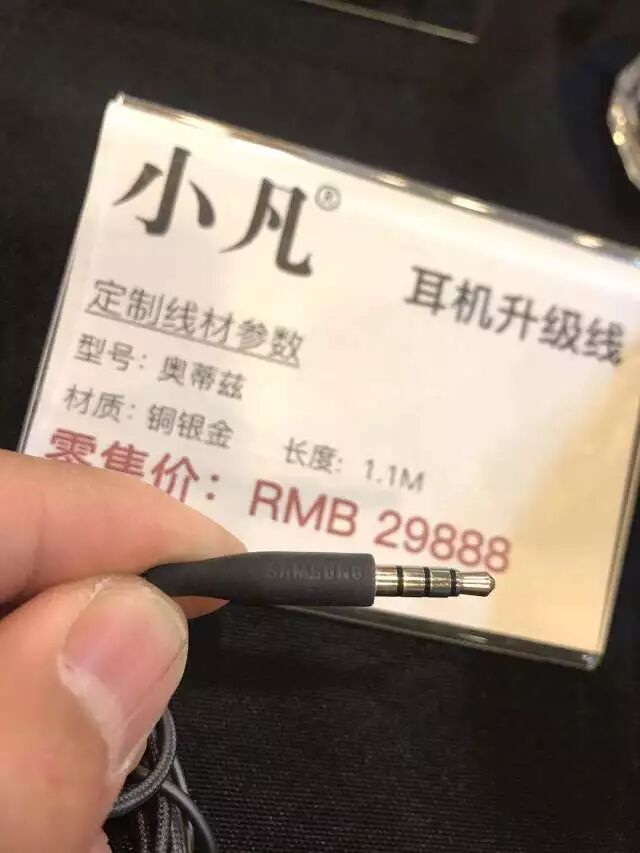 小凡®
耳机升级线
定制线材参数
型号：奥蒂兹
材质：铜银金 长度：1.1M
零售价：RMB 29888
SAMSUNG